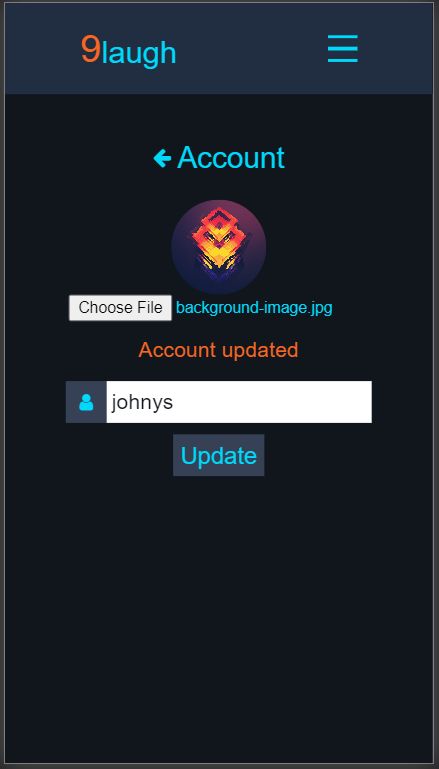 9laugh
Account
Choose File background-image.jpg
Account updated
johnys
Update